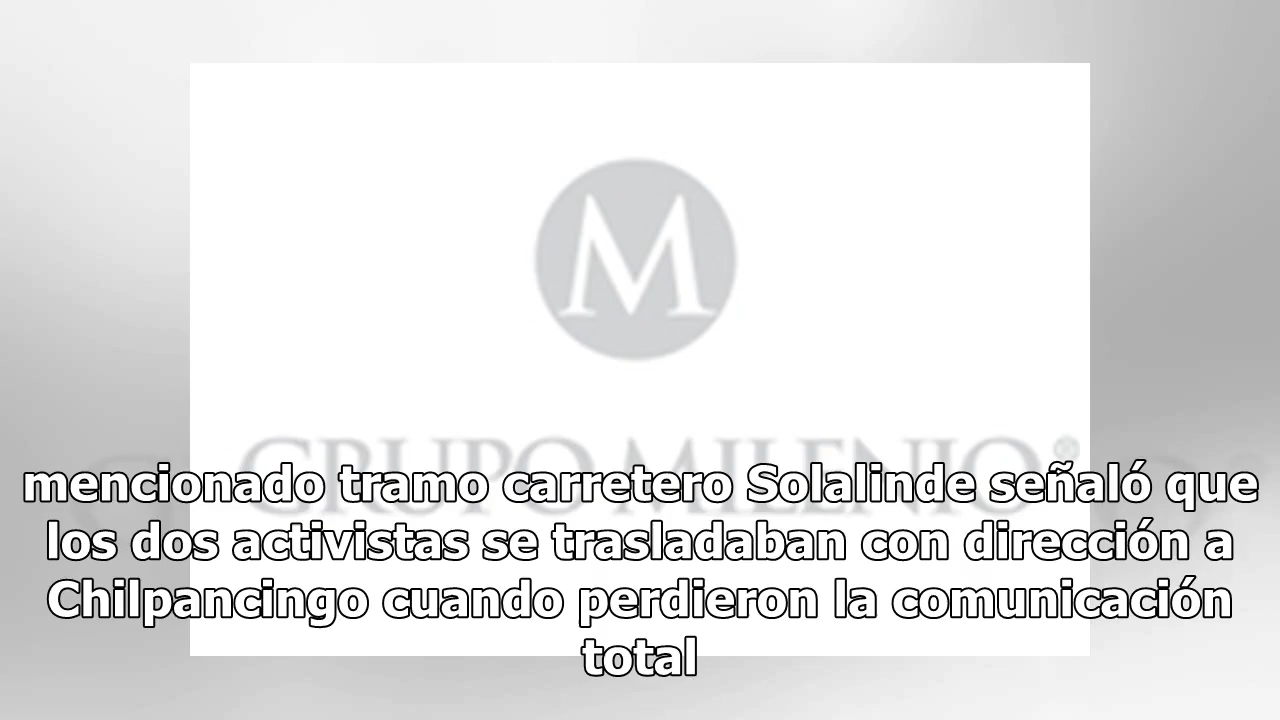 M
GRUPO MILENIO®
mencionado tramo carretero Solalinde señaló que
los dos activistas se trasladaban con dirección a
Chilpancingo cuando perdieron la comunicación
total